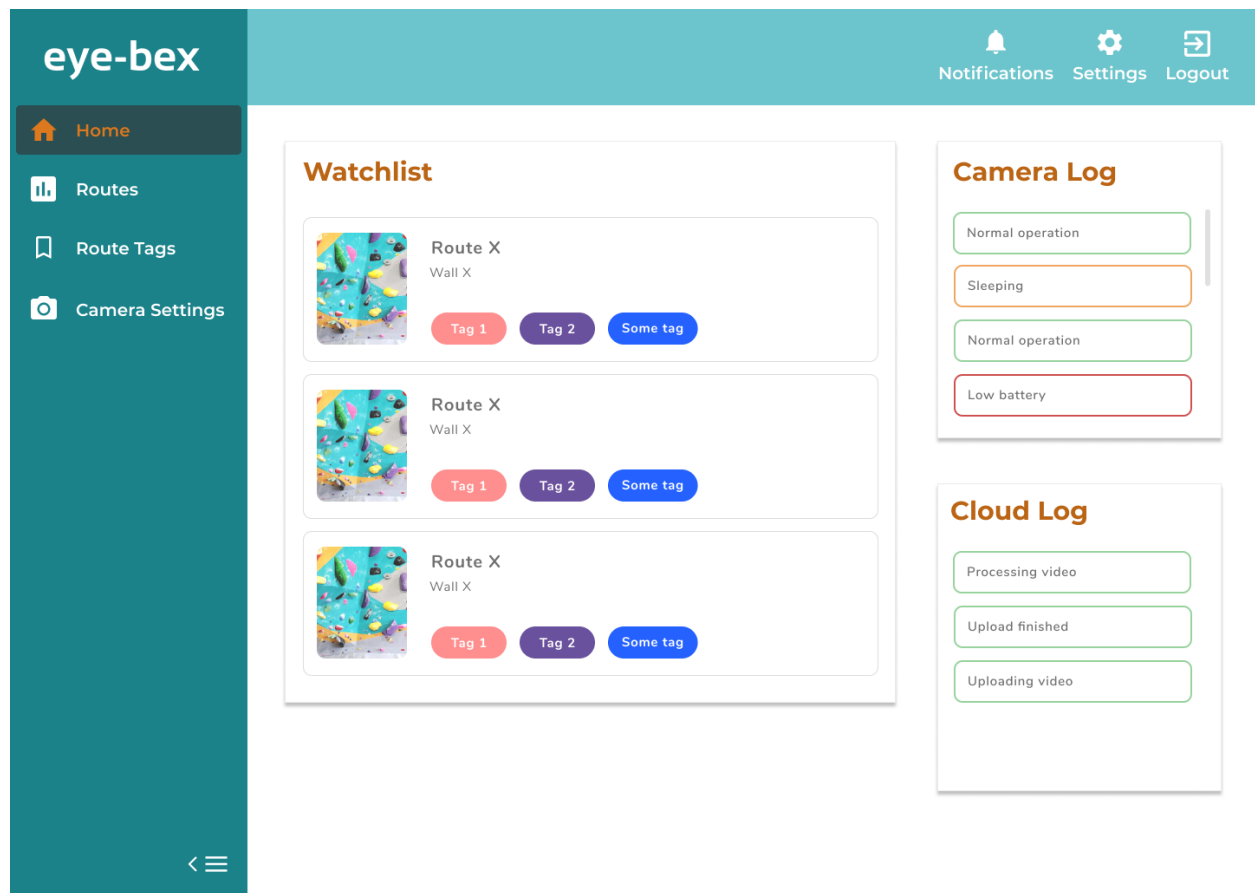 eye-bex
Notifications Settings Logout
Home
Routes
Route Tags
Camera Settings
Watchlist
Route X
Wall X
Tag 1 Tag 2 Some tag
Route X
Wall X
Tag 1 Tag 2 Some tag
Route X
Wall X
Tag 1 Tag 2 Some tag
Camera Log
Normal operation
Sleeping
Normal operation
Low battery
Cloud Log
Processing video
Upload finished
Uploading video